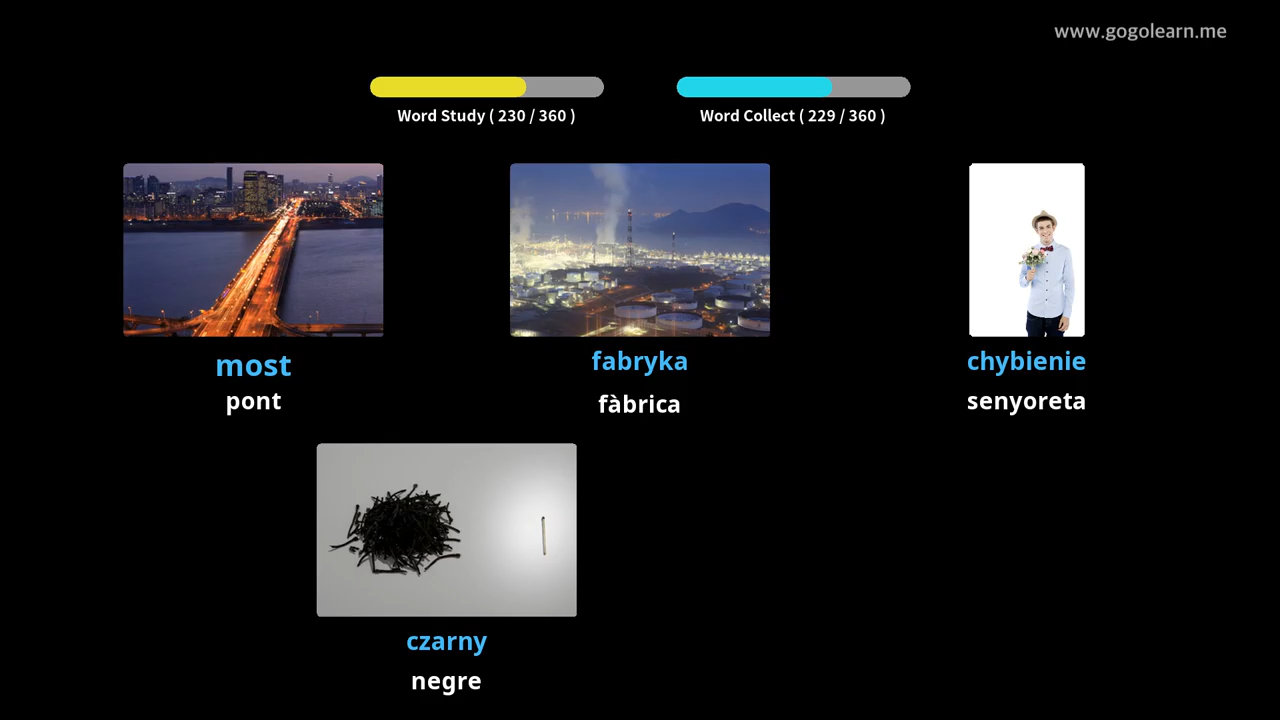 www.gogolearn.me
Word Study ( 230 / 360 )
Word Collect ( 229 / 360 )
most
pont
fabryka
fàbrica
chybienie
senyoreta
czarny
negre